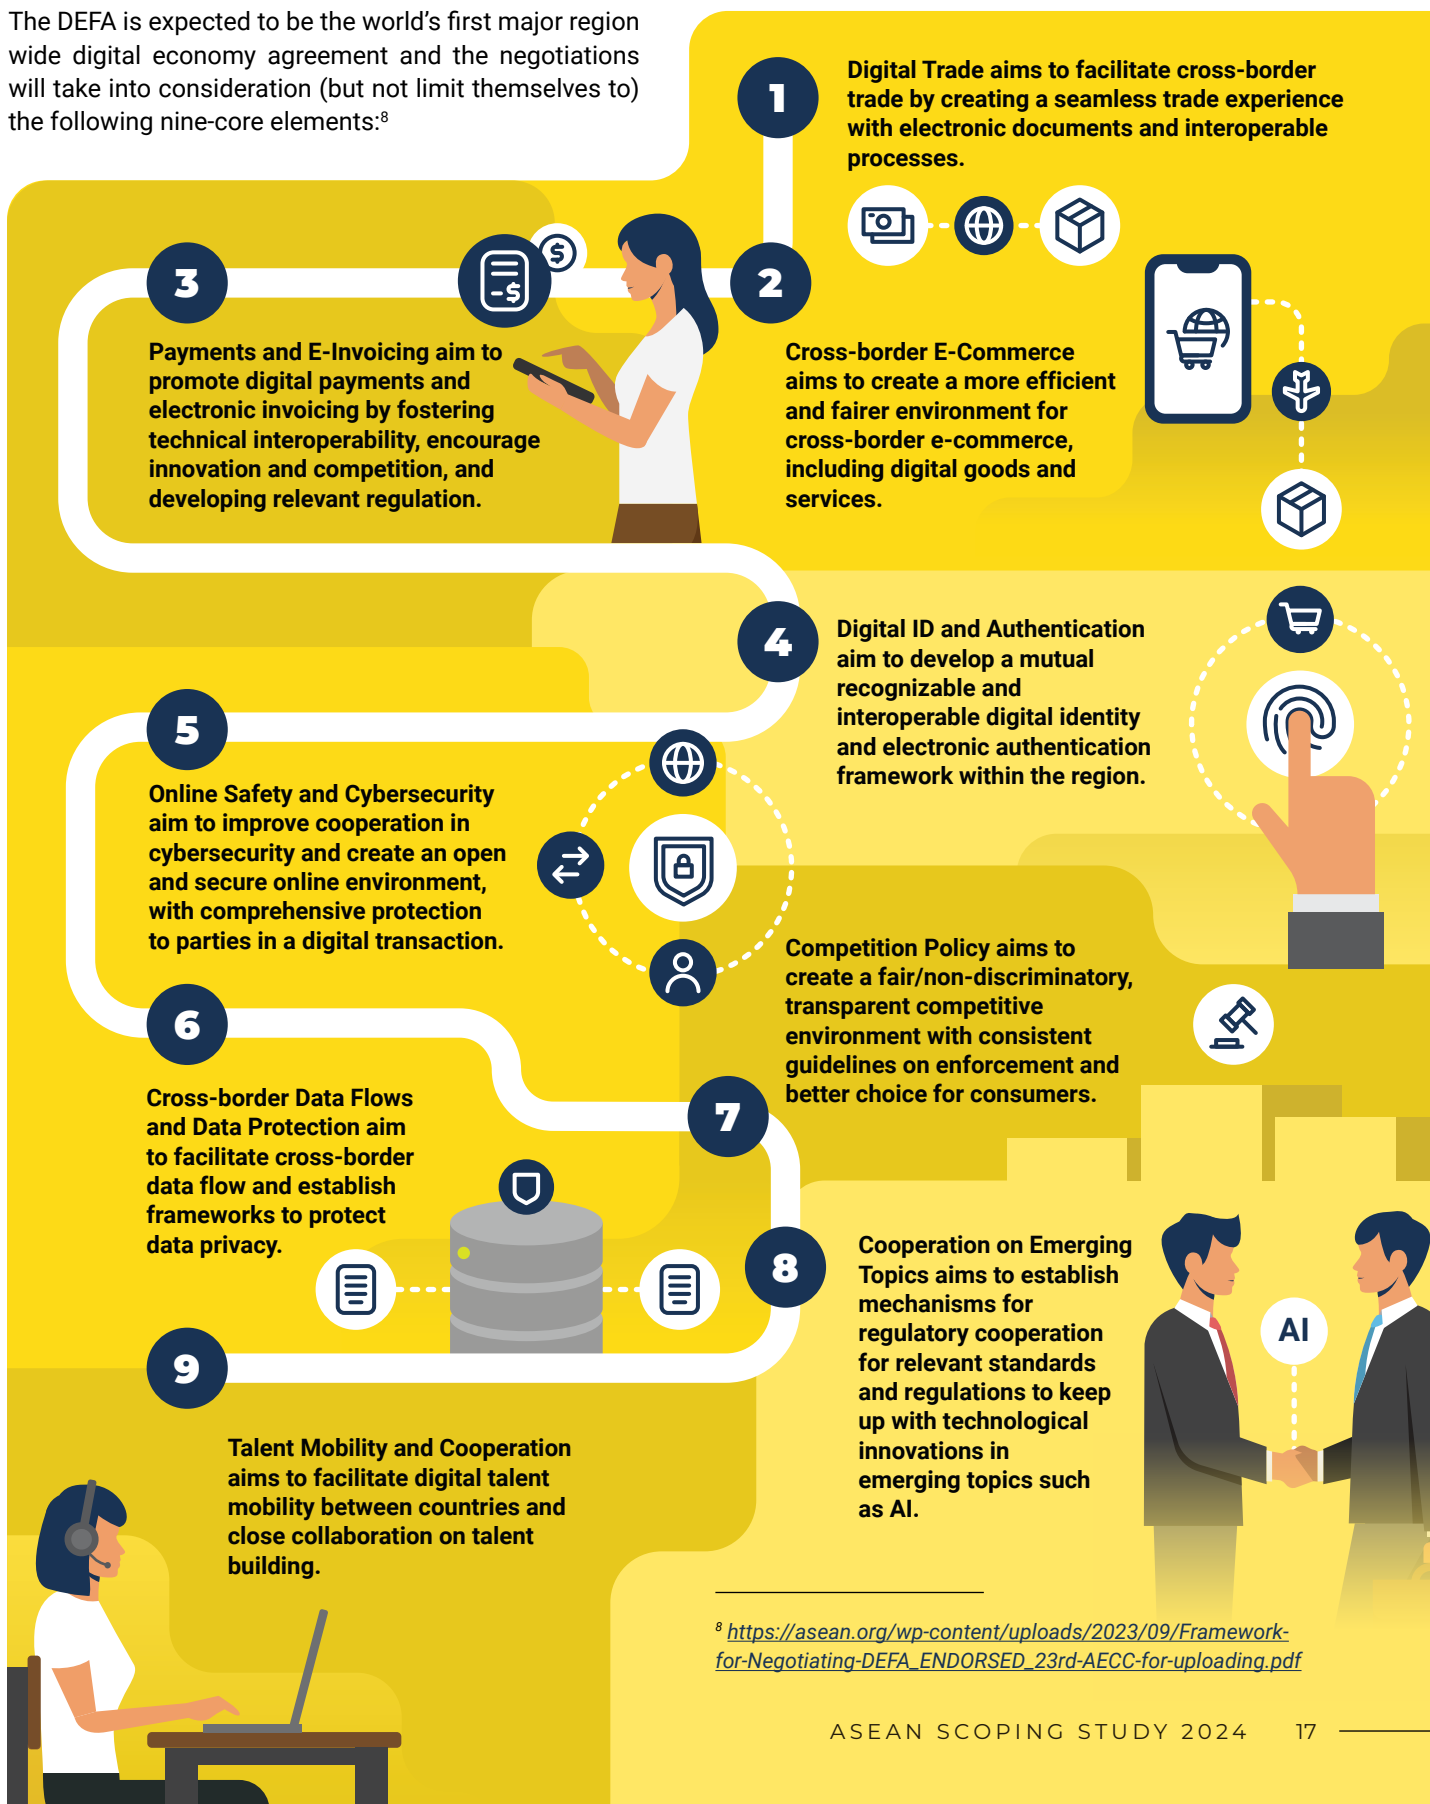 The DEFA is expected to be the world's first major region
wide digital economy agreement and the negotiations
will take into consideration (but not limit themselves to)
the following nine-core elements:⁸
1
Digital Trade aims to facilitate cross-border
trade by creating a seamless trade experience
with electronic documents and interoperable
processes.
2
Cross-border E-Commerce
aims to create a more efficient
and fairer environment for
cross-border e-commerce,
including digital goods and
services.
3
$
-$
Payments and E-Invoicing aim to
promote digital payments and
electronic invoicing by fostering
technical interoperability, encourage
innovation and competition, and
developing relevant regulation.
4
Digital ID and Authentication
aim to develop a mutual
recognizable and
interoperable digital identity
and electronic authentication
framework within the region.
5
Online Safety and Cybersecurity
aim to improve cooperation in
cybersecurity and create an open
and secure online environment,
with comprehensive protection
to parties in a digital transaction.
6
Cross-border Data Flows
and Data Protection aim
to facilitate cross-border
data flow and establish
frameworks to protect
data privacy.
7
Competition Policy aims to
create a fair/non-discriminatory,
transparent competitive
environment with consistent
guidelines on enforcement and
better choice for consumers.
8
Cooperation on Emerging
Topics aims to establish
mechanisms for
regulatory cooperation
for relevant standards
and regulations to keep
up with technological
innovations in
emerging topics such
as AI.
AI
9
Talent Mobility and Cooperation
aims to facilitate digital talent
mobility between countries and
close collaboration on talent
building.
⁸ https://asean.org/wp-content/uploads/2023/09/Framework-
for-Negotiating-DEFA_ENDORSED_23rd-AECC-for-uploading.pdf
ASEAN SCOPING STUDY 2024 17